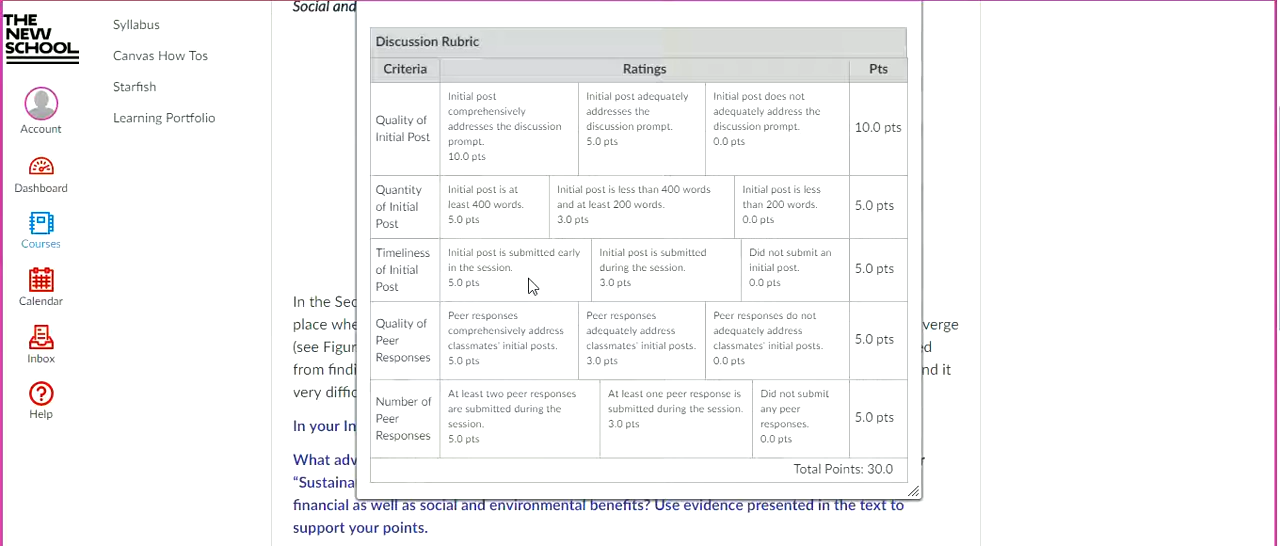 THE
NEW
SCHOOL
Account
Dashboard
Courses
Calendar
Inbox
Help
Syllabus
Canvas How Tos
Starfish
Learning Portfolio
Social and
Discussion Rubric
Criteria Ratings Pts
Quality of
Initial Post
Initial post
comprehensively
addresses the discussion
prompt.
10.0 pts
Initial post adequately
addresses the
discussion prompt.
5.0 pts
Initial post does not
adequately address the
discussion prompt.
0.0 pts
10.0 pts
Quantity
of Initial
Post
Initial post is at
least 400 words.
5.0 pts
Initial post is less than 400 words
and at least 200 words.
3.0 pts
Initial post is less
than 200 words.
0.0 pts
5.0 pts
Timeliness
of Initial
Post
Initial post is submitted early
in the session.
5.0 pts
Initial post is submitted
during the session.
3.0 pts
Did not submit an
initial post.
0.0 pts
5.0 pts
Quality of
Peer
Responses
Peer responses
comprehensively address
classmates' initial posts.
5.0 pts
Peer responses
adequately address
classmates' initial posts.
3.0 pts
Peer responses do not
adequately address
classmates' initial posts.
0.0 pts
5.0 pts
Number of
Peer
Responses
At least two peer responses
are submitted during the
session.
5.0 pts
At least one peer response is
submitted during the session.
3.0 pts
Did not submit
any peer
responses.
0.0 pts
5.0 pts
Total Points: 30.0
In the
place
verge
(see
from
nd it
very
In your
What
financial as well as social and environmental benefits? Use evidence presented in the text to
support your points.